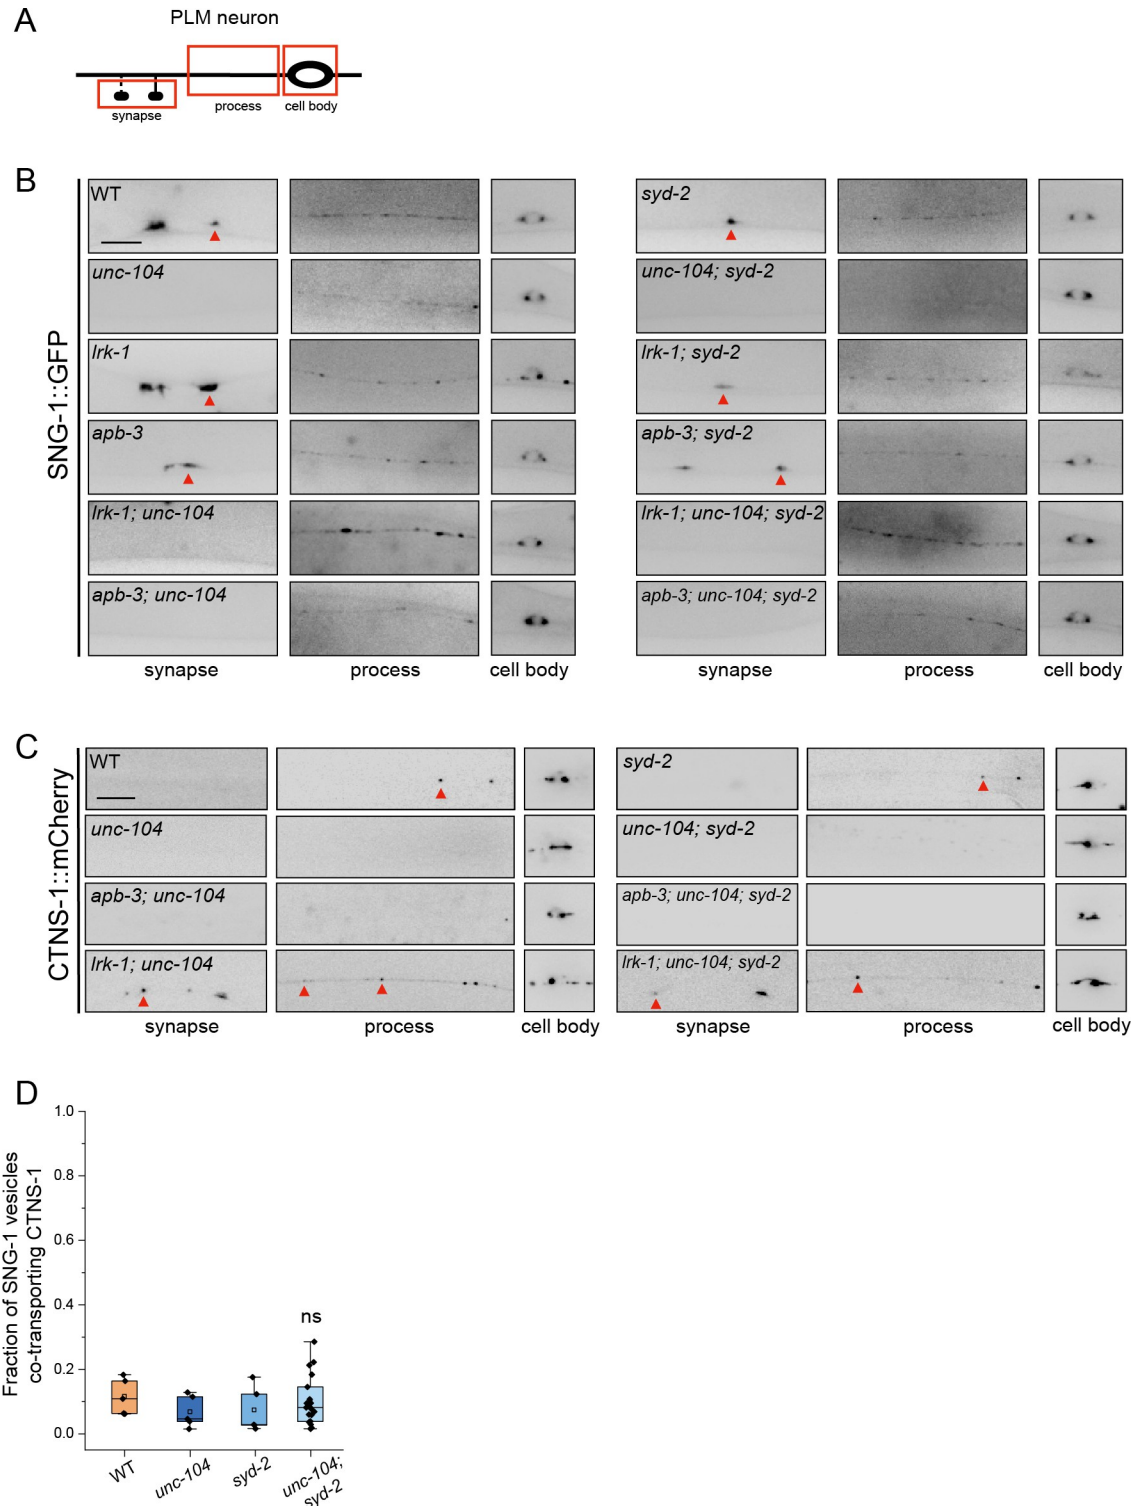 A
PLM neuron
synapse
process
cell body
B
SNG-1::GFP
WT
syd-2
unc-104
unc-104; syd-2
lrk-1
lrk-1; syd-2
apb-3
apb-3; syd-2
lrk-1; unc-104
lrk-1; unc-104; syd-2
apb-3; unc-104
apb-3; unc-104; syd-2
synapse
process
cell body
synapse
process
cell body
C
CTNS-1::mCherry
WT
syd-2
unc-104
unc-104; syd-2
apb-3; unc-104
apb-3; unc-104; syd-2
lrk-1; unc-104
lrk-1; unc-104; syd-2
synapse
process
cell body
synapse
process
cell body
D
Fraction of SNG-1 vesicles
co-transporting CTNS-1
1.0
0.8
0.6
0.4
0.2
0.0
ns
WT
unc-104
syd-2
unc-104;
syd-2